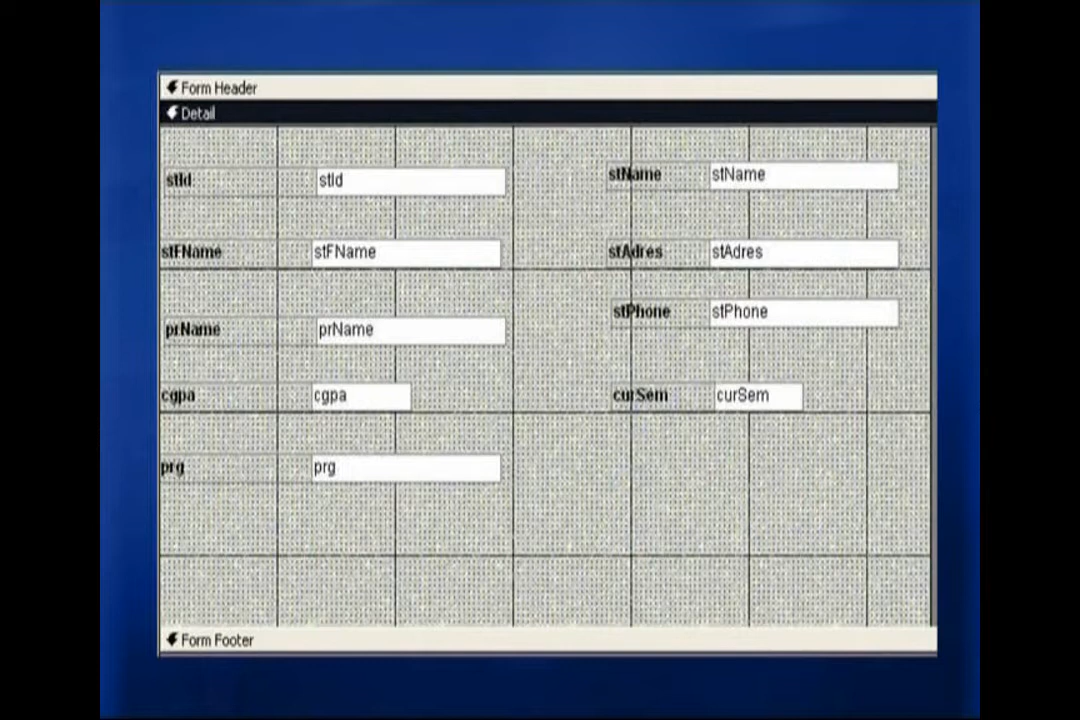 Form Header
Detail
stId stId stName stName
stFName stFName stAdres stAdres
stPhone stPhone
prName prName
cgpa cgpa curSem curSem
prg prg
Form Footer